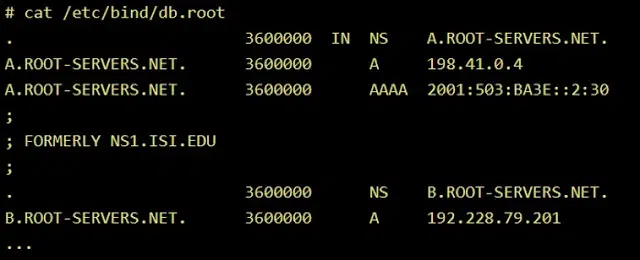 # cat /etc/bind/db.root
. 3600000 IN NS A.ROOT-SERVERS.NET.
A.ROOT-SERVERS.NET. 3600000 A 198.41.0.4
A.ROOT-SERVERS.NET. 3600000 AAAA 2001:503:BA3E::2:30
;
; FORMERLY NS1.ISI.EDU
;
. 3600000 NS B.ROOT-SERVERS.NET.
B.ROOT-SERVERS.NET. 3600000 A 192.228.79.201
...